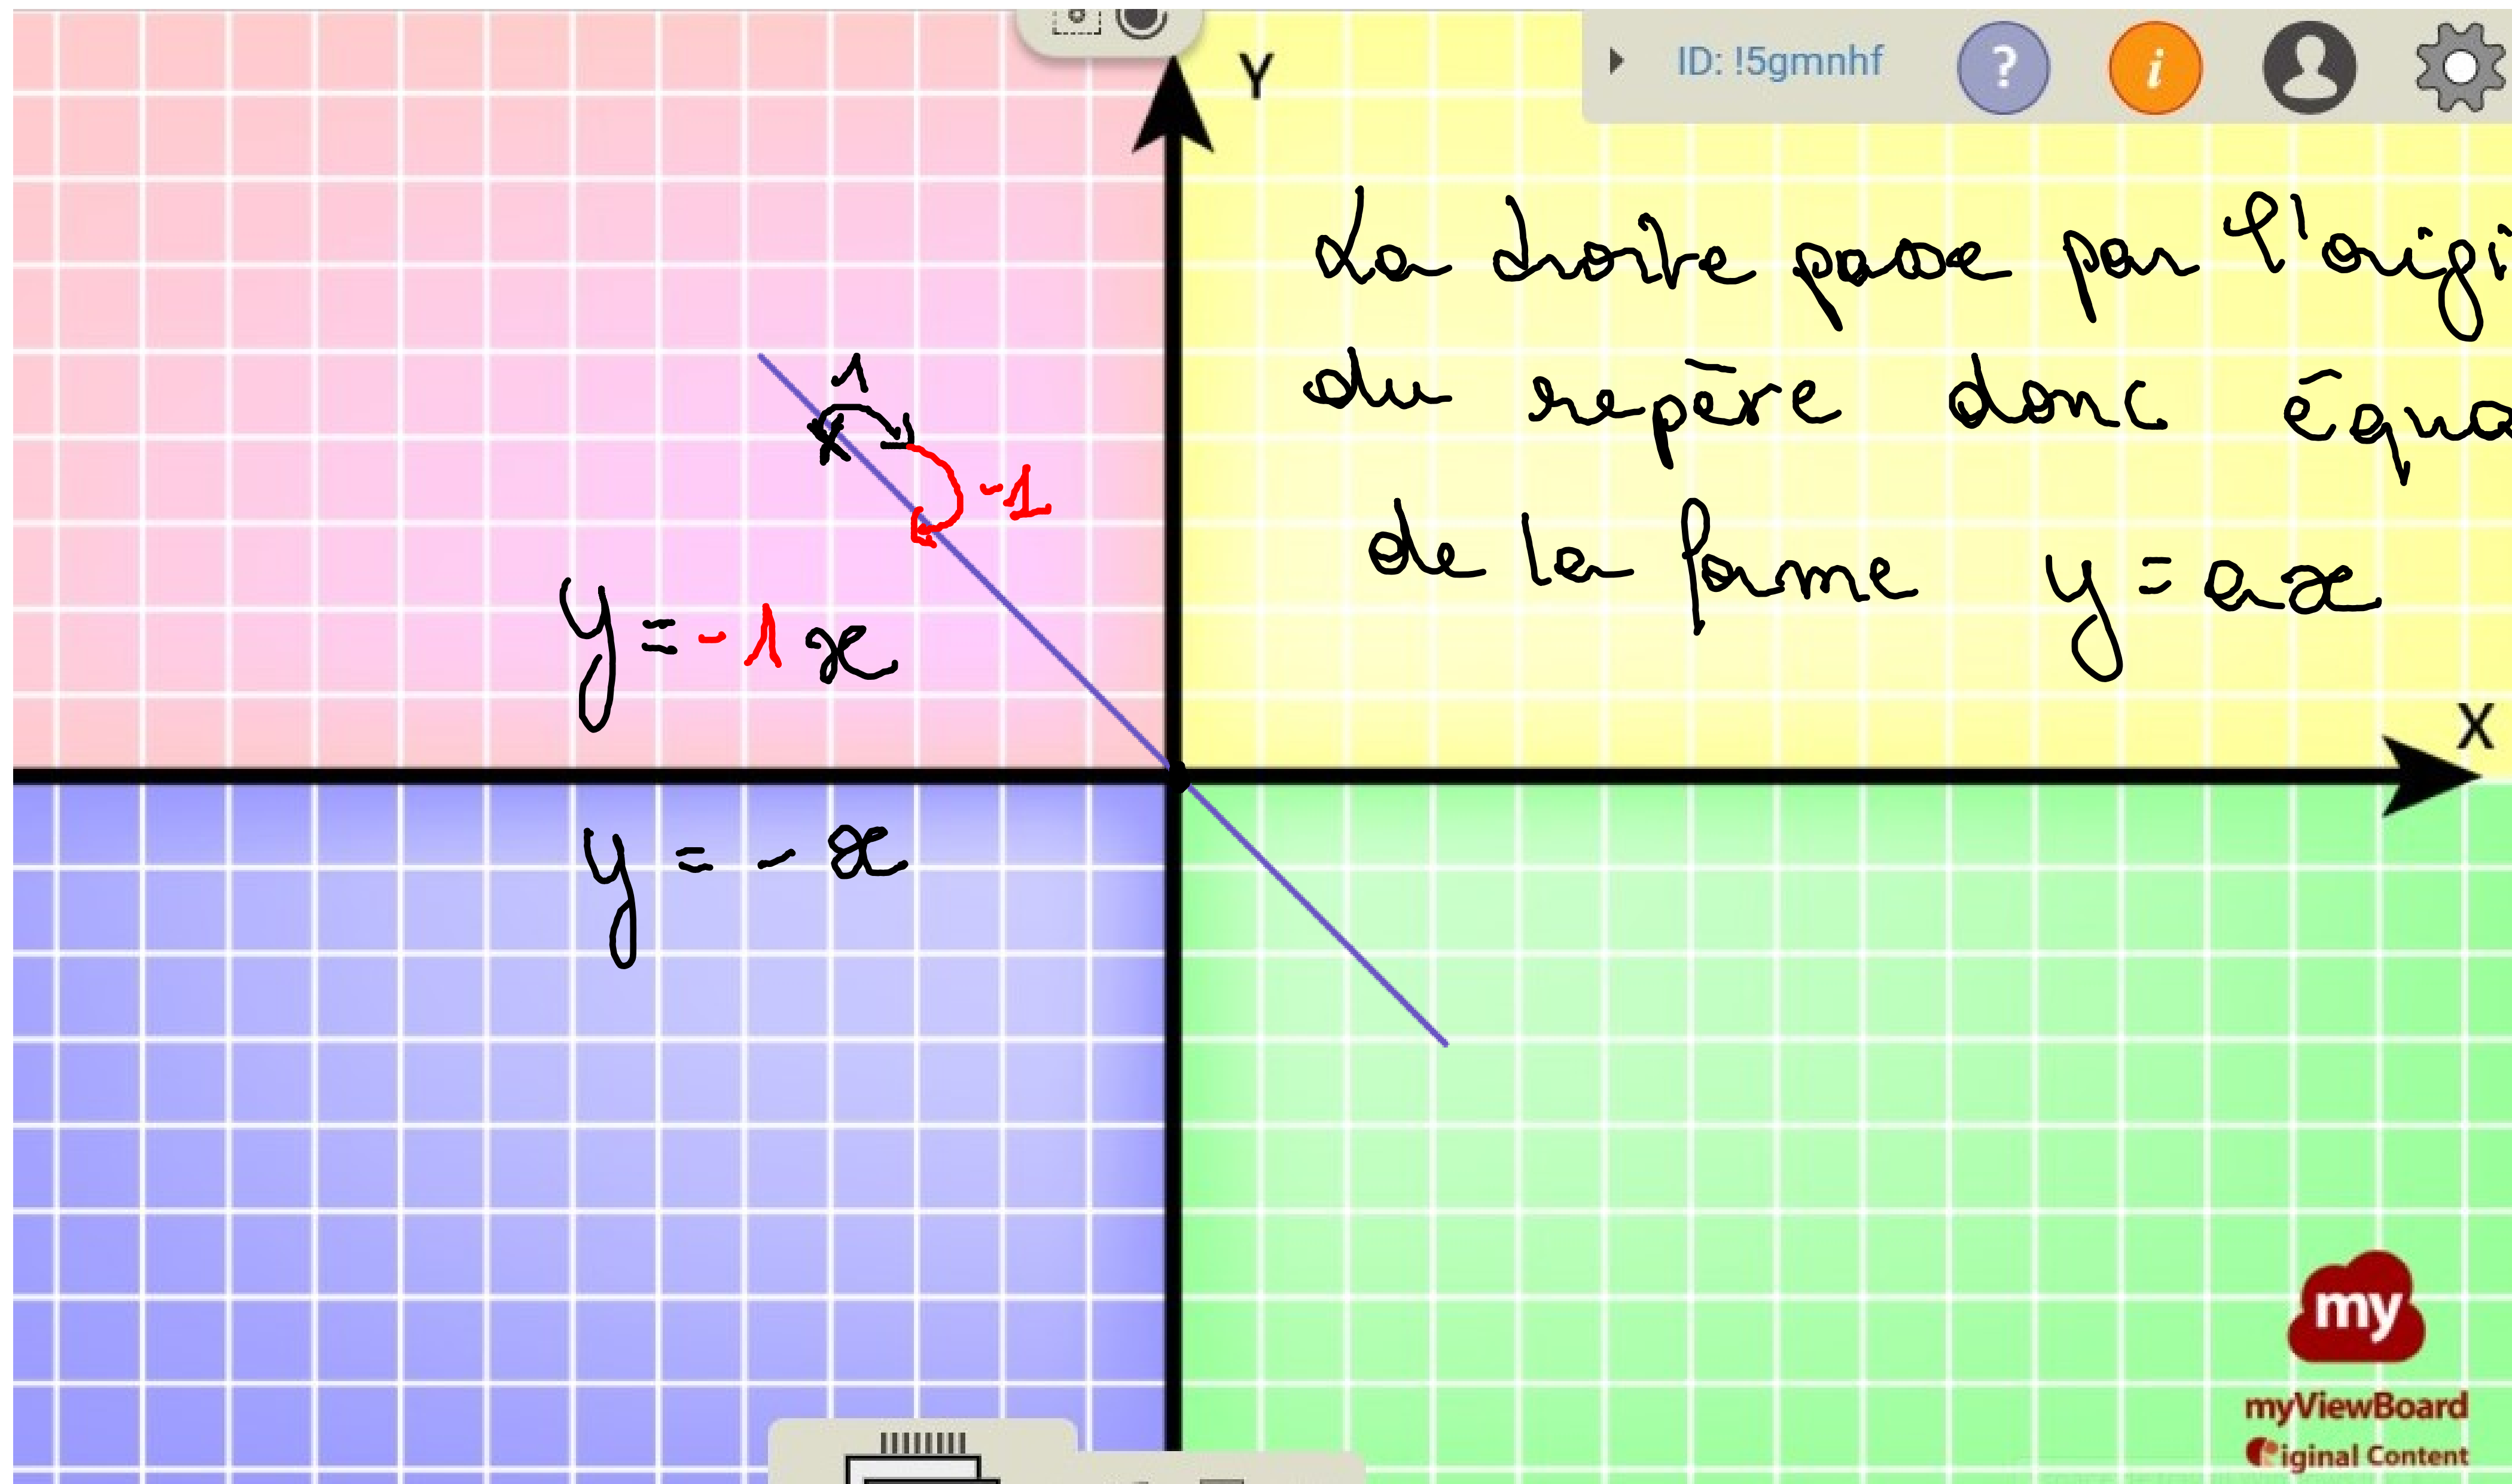 ID: !5gmnhf
?
i
Y
La droite passe par l'origi
du repère donc équa
de la forme y = ax
1
-1
y = -1x
X
y = -x
my
myViewBoard
Original Content